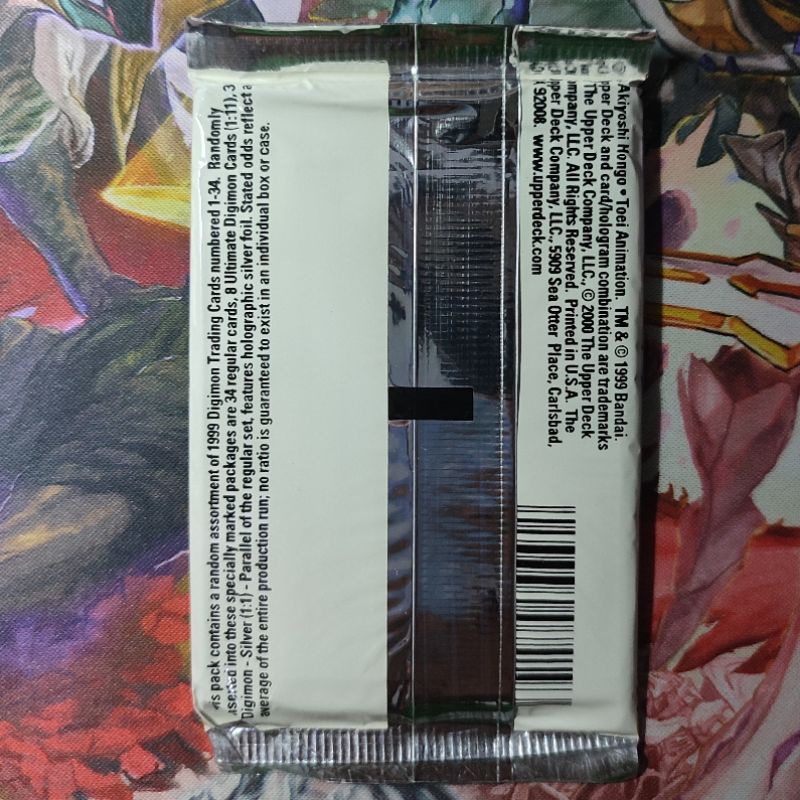 pack contains a random assortment of 1999 Digimon Trading Cards numbered 1-34. Randomly
into these specially marked packages are 34 regular cards, 8 Ultimate Digimon Cards (1:11), 3
Digimon - Silver (1:1) - Parallel of the regular set, features holographic silver foil. Stated odds reflect a
average of the entire production run; no ratio is guaranteed to exist in an individual box or case.
© Akiyoshi Hongo • Toei Animation. TM & © 1999 Bandai.
Deck and card/hologram combination are trademarks
The Upper Deck Company, LLC., © 2000 The Upper Deck
mpany, LLC. All Rights Reserved. Printed in U.S.A. The
per Deck Company, LLC., 5909 Sea Otter Place, Carlsbad,
92008. www.upperdeck.com